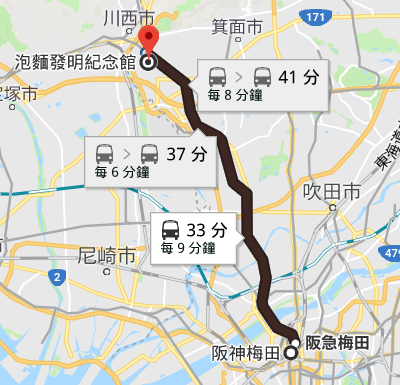 川西市
箕面市
171
泡麵發明紀念館
41 分
每 8 分鐘
宝塚市
37 分
每 6 分鐘
吹田市
33 分
每 9 分鐘
尼崎市
2
479
阪急梅田
阪神梅田